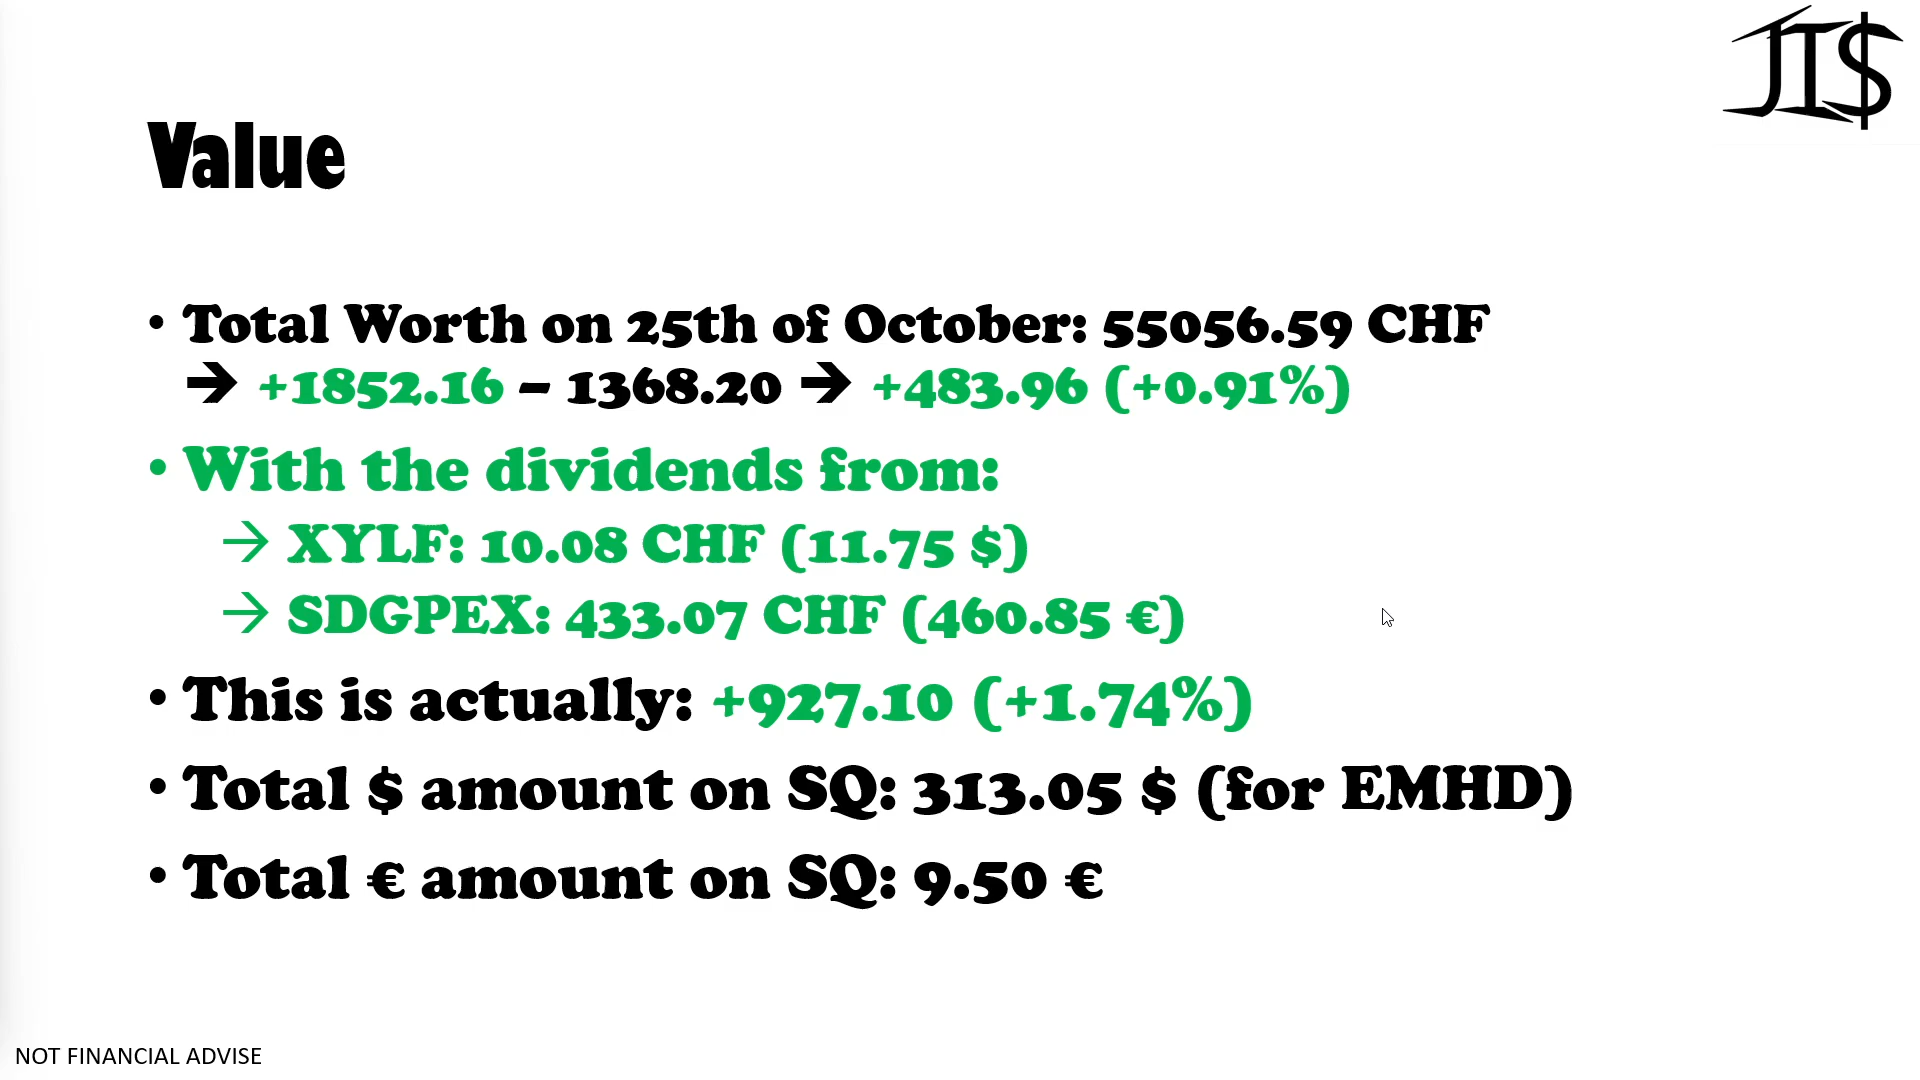 JI$
Value
• Total Worth on 25th of October: 55056.59 CHF
→ +1852.16 – 1368.20 → +483.96 (+0.91%)
• With the dividends from:
→ XYLF: 10.08 CHF (11.75 $)
→ SDGPEX: 433.07 CHF (460.85 €)
• This is actually: +927.10 (+1.74%)
• Total $ amount on SQ: 313.05 $ (for EMHD)
• Total € amount on SQ: 9.50 €
NOT FINANCIAL ADVISE